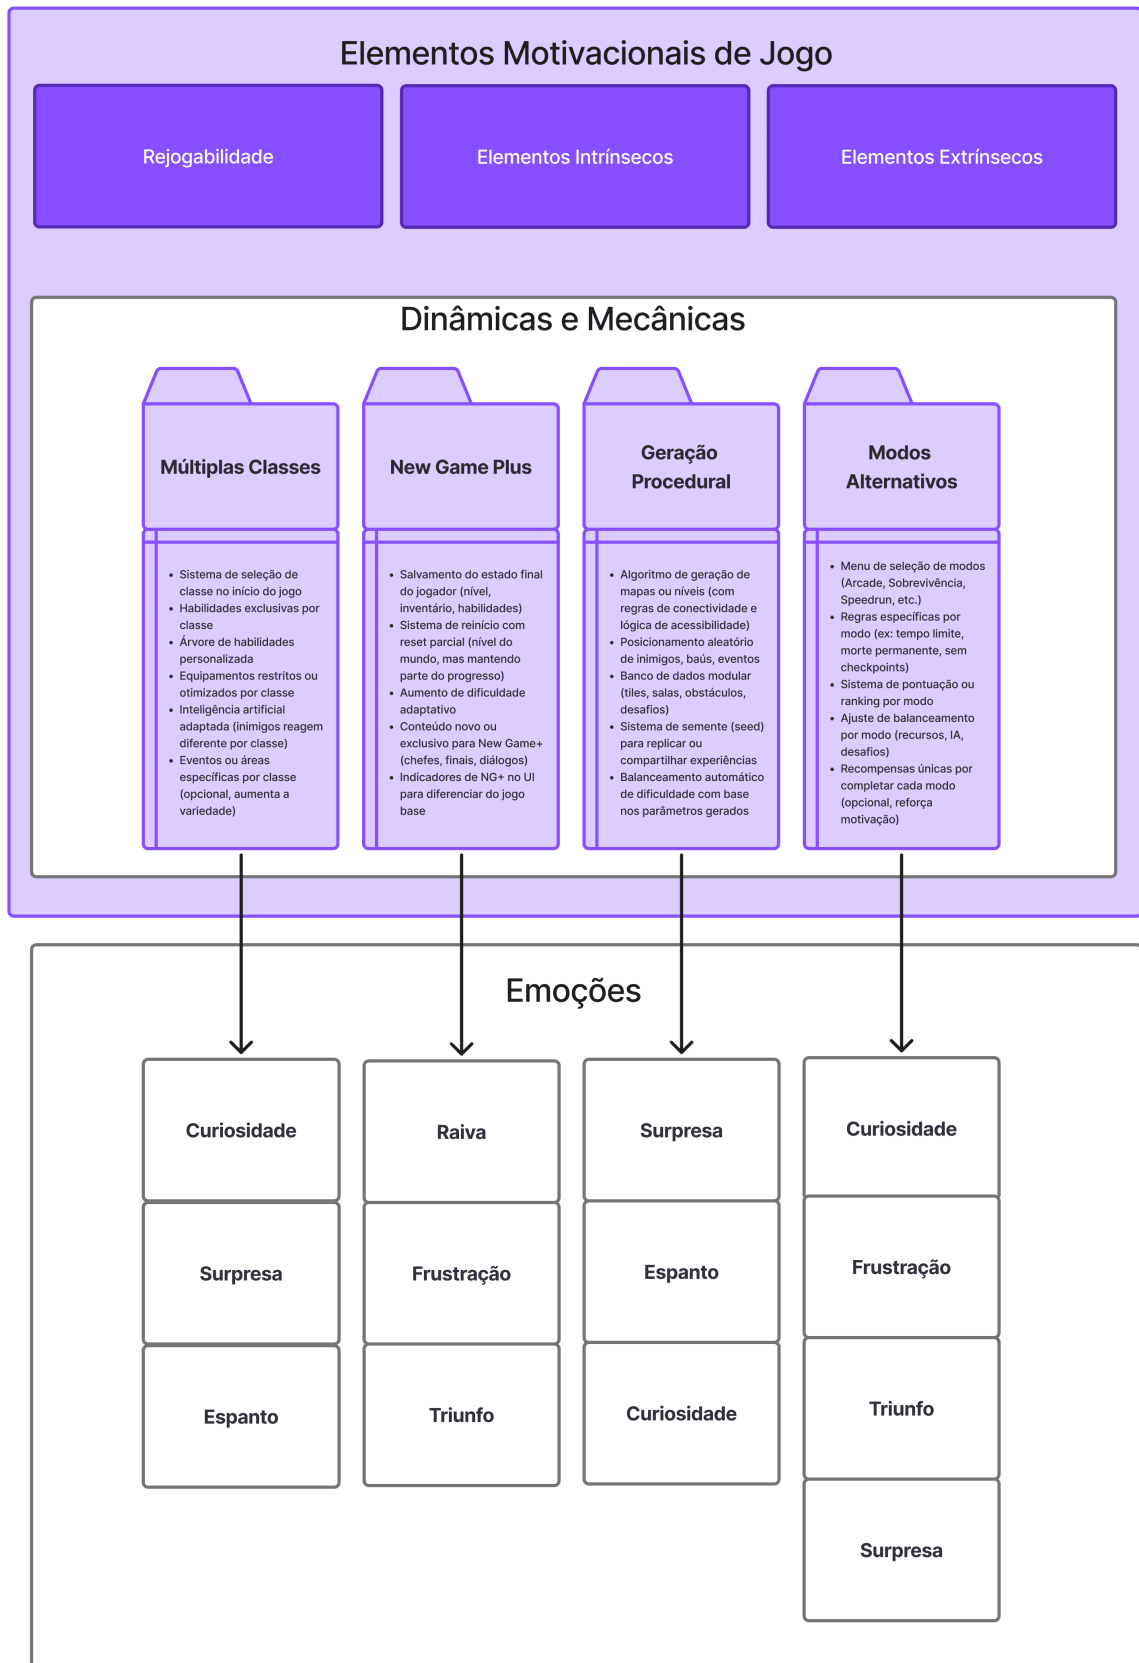 Elementos Motivacionais de Jogo
Rejogabilidade
Elementos Intrínsecos
Elementos Extrínsecos
Dinâmicas e Mecânicas
Múltiplas Classes
• Sistema de seleção de
classe no início do jogo
• Habilidades exclusivas por
classe
• Árvore de habilidades
personalizada
• Equipamentos restritos ou
otimizados por classe
• Inteligência artificial
adaptada (inimigos reagem
diferente por classe)
• Eventos ou áreas
específicas por classe
(opcional, aumenta a
variedade)
New Game Plus
• Salvamento do estado final
do jogador (nível,
inventário, habilidades)
• Sistema de reinício com
reset parcial (nível do
mundo, mas mantendo
parte do progresso)
• Aumento de dificuldade
adaptativo
• Conteúdo novo ou
exclusivo para New Game+
(chefes, finais, diálogos)
• Indicadores de NG+ no UI
para diferenciar do jogo
base
Geração
Procedural
• Algoritmo de geração de
mapas ou níveis (com
regras de conectividade e
lógica de acessibilidade)
• Posicionamento aleatório
de inimigos, baús, eventos
• Banco de dados modular
(tiles, salas, obstáculos,
desafios)
• Sistema de semente (seed)
para replicar ou
compartilhar experiências
• Balanceamento automático
de dificuldade com base
nos parâmetros gerados
Modos
Alternativos
• Menu de seleção de modos
(Arcade, Sobrevivência,
Speedrun, etc.)
• Regras específicas por
modo (ex: tempo limite,
morte permanente, sem
checkpoints)
• Sistema de pontuação ou
ranking por modo
• Ajuste de balanceamento
por modo (recursos, IA,
desafios)
• Recompensas únicas por
completar cada modo
(opcional, reforça
motivação)
Emoções
Curiosidade
Surpresa
Espanto
Raiva
Frustração
Triunfo
Surpresa
Espanto
Curiosidade
Curiosidade
Frustração
Triunfo
Surpresa